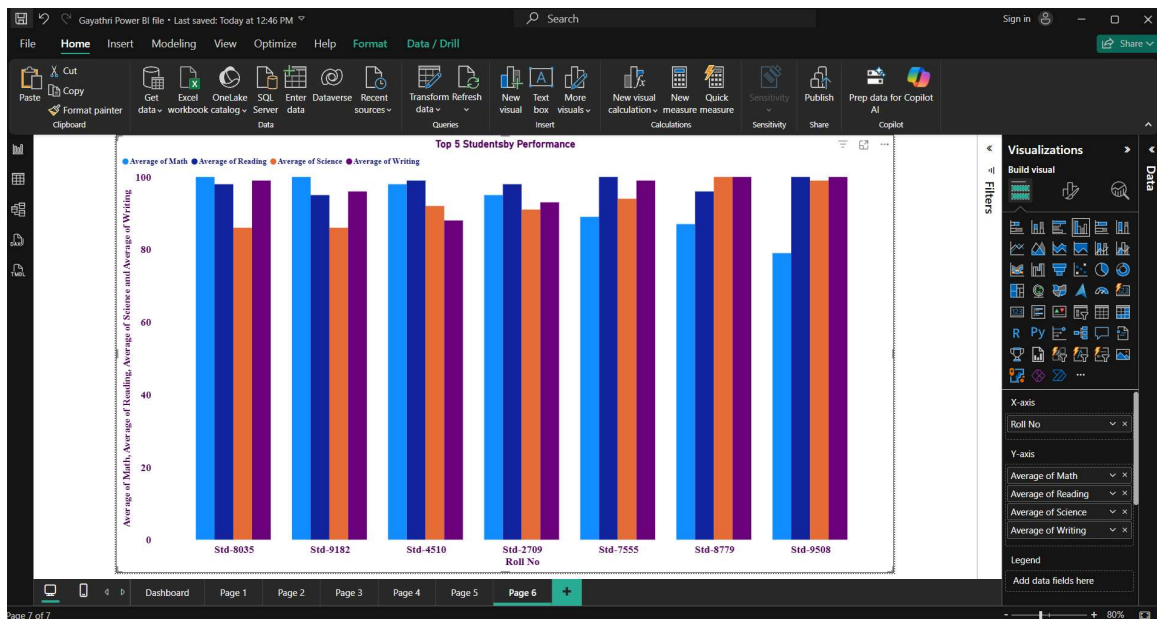 Gayathri Power BI file • Last saved: Today at 12:46 PM
Search
Sign in
File Home Insert Modeling View Optimize Help Format Data / Drill
Share
Paste
Cut
Copy
Format painter
Clipboard
Get data
Excel workbook
OneLake catalog
SQL Server
Enter data
Dataverse
Recent sources
Data
Transform data
Refresh
Queries
New visual
Text box
More visuals
Insert
New visual calculation
New measure
Quick measure
Calculations
Sensitivity
Sensitivity
Publish
Share
Prep data for AI
Copilot
Copilot
DAX
TMDL
Top 5 Studentsby Performance
Average of Math Average of Reading Average of Science Average of Writing
Average of Math, Average of Reading, Average of Science and Average of Writing
100
80
60
40
20
0
Std-8035 Std-9182 Std-4510 Std-2709 Std-7555 Std-8779 Std-9508
Roll No
Filters
Visualizations
Build visual
123
R Py
X-axis
Roll No
Y-axis
Average of Math
Average of Reading
Average of Science
Average of Writing
Legend
Add data fields here
Data
Dashboard Page 1 Page 2 Page 3 Page 4 Page 5 Page 6
Page 7 of 7
80%